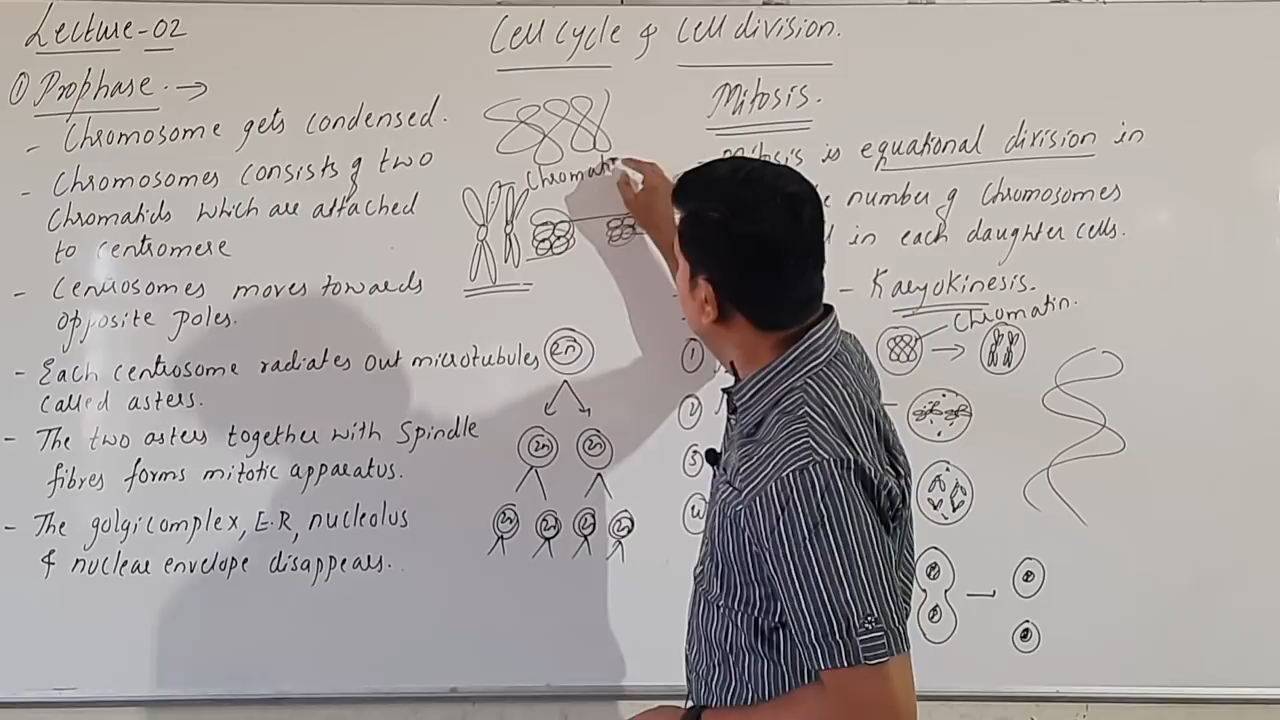 Lecture-02
Cell cycle & Cell division.
① Prophase. →
- Chromosome gets condensed.
- Chromosomes consists of two
Chromatids which are attached
to centromere
- Centrosomes moves towards
opposite poles.
- Each centrosome radiates out microtubules
called asters.
- The two asters together with Spindle
fibres forms mitotic apparatus.
- The golgicomplex, E.R, nucleolus
& nuclear envelope disappears.
Chromati
2n
2n 2n
2n 2n 2n 2n
Mitosis.
- Mitosis is equational division in
number of Chromosomes
in each daughter cells.
- Karyokinesis.
Chromatin.
①
②
③
④